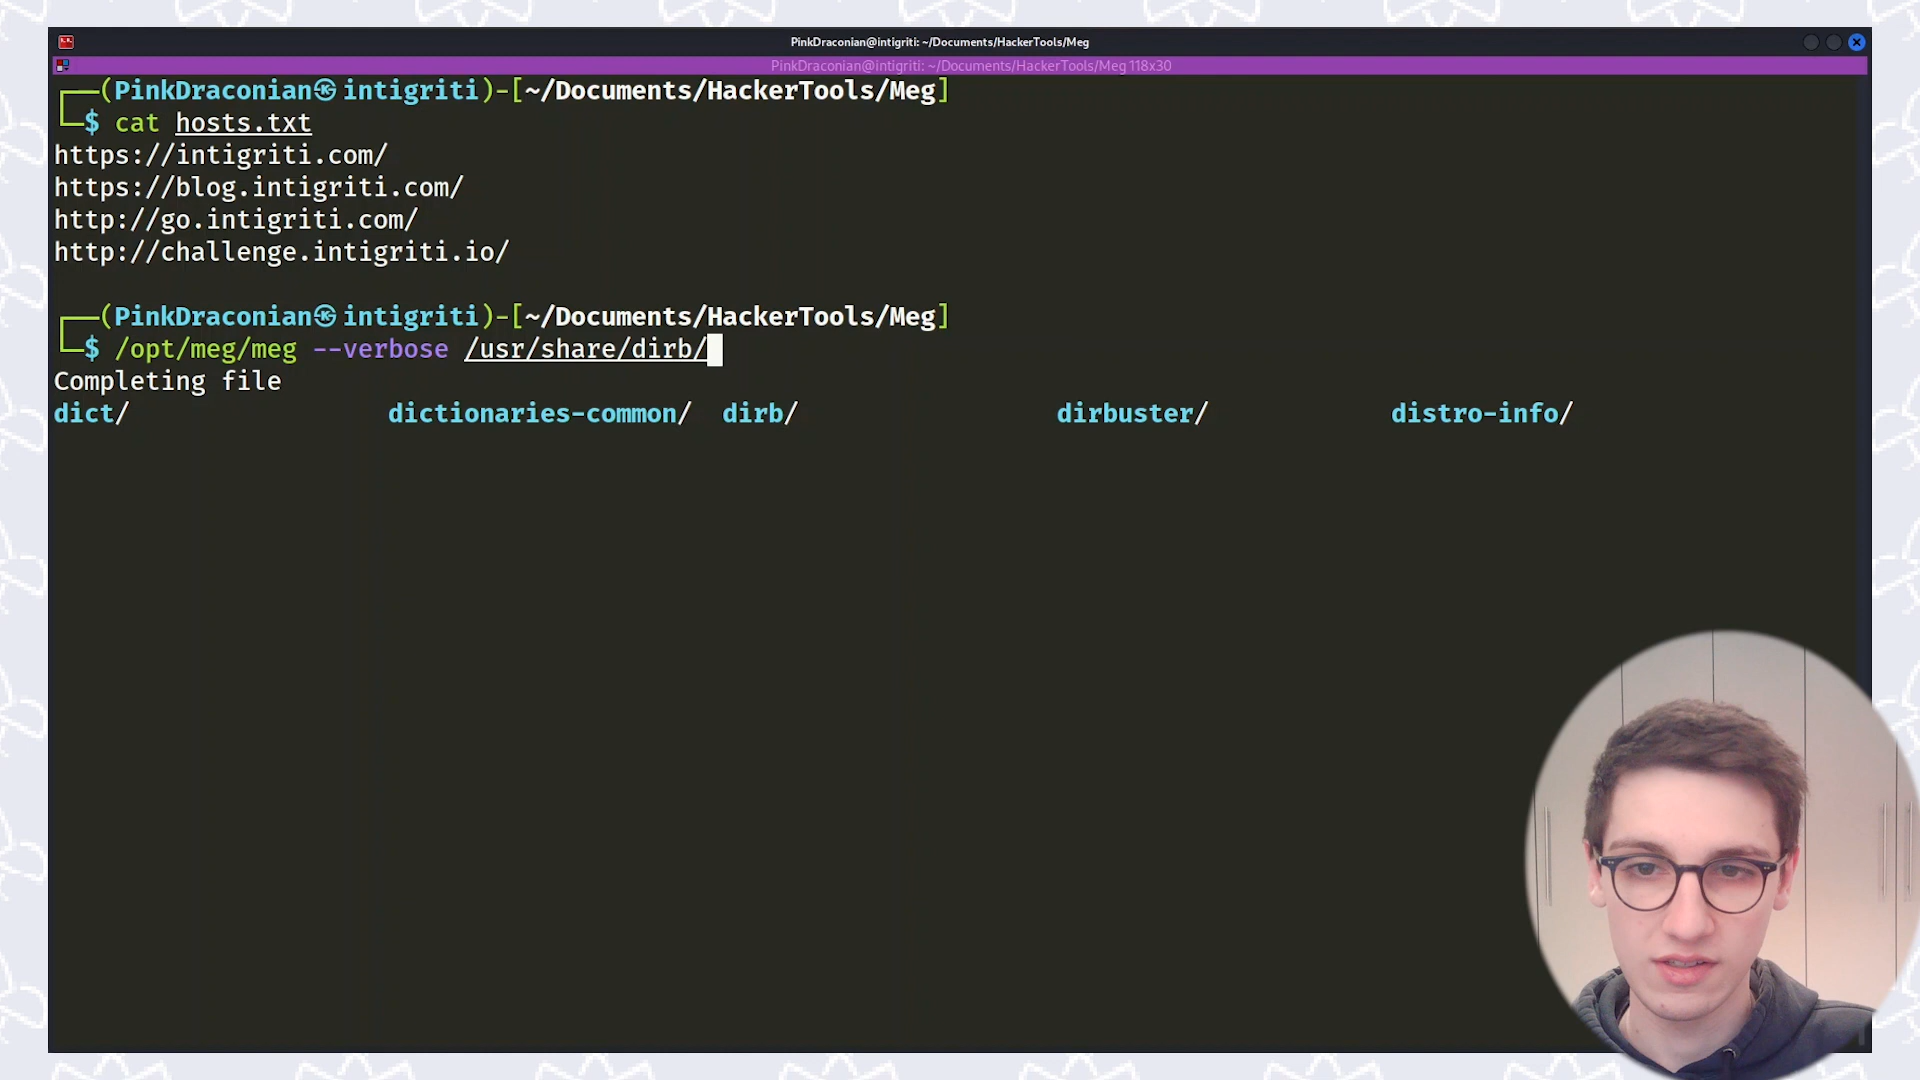 PinkDraconian@intigriti: ~/Documents/HackerTools/Meg
PinkDraconian@intigriti: ~/Documents/HackerTools/Meg 118x30
(PinkDraconian㉿intigriti)-[~/Documents/HackerTools/Meg]
$ cat hosts.txt
https://intigriti.com/
https://blog.intigriti.com/
http://go.intigriti.com/
http://challenge.intigriti.io/
(PinkDraconian㉿intigriti)-[~/Documents/HackerTools/Meg]
$ /opt/meg/meg --verbose /usr/share/dirb/
Completing file
dict/ dictionaries-common/ dirb/ dirbuster/ distro-info/